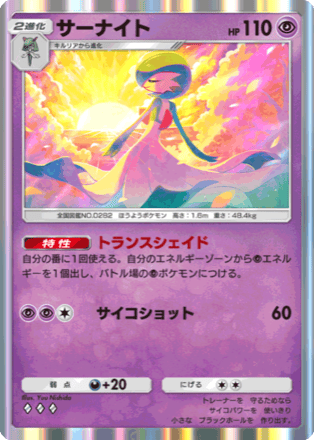 2進化 サーナイト HP110
キルリアから進化
全国図鑑NO.0282 ほうようポケモン 高さ：1.6m 重さ：48.4kg
特性 トランスシェイド
自分の番に1回使える。自分のエネルギーゾーンからエネル
ギーを1個出し、バトル場のポケモンにつける。
サイコショット 60
弱点 +20 にげる
Illus. Yuu Nishida
トレーナーを 守るためなら
サイコパワーを 使いきり
小さな ブラックホールを 作り出す。